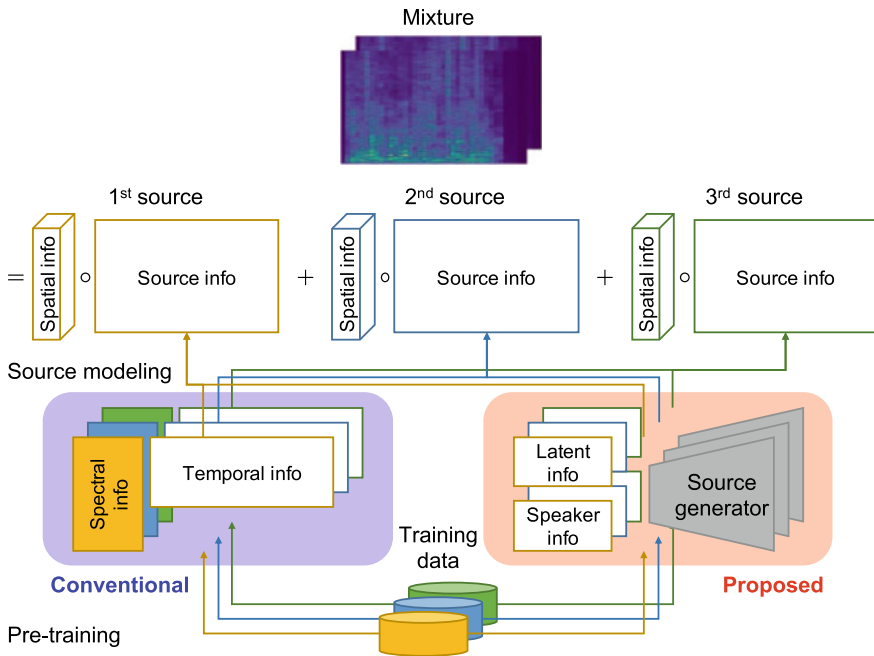 Mixture
1st source
2nd source
3rd source
=
Spatial info
∘
Source info
+
Spatial info
∘
Source info
+
Spatial info
∘
Source info
Source modeling
Spectral
info
Temporal info
Latent
info
Speaker
info
Source
generator
Conventional
Training
data
Proposed
Pre-training